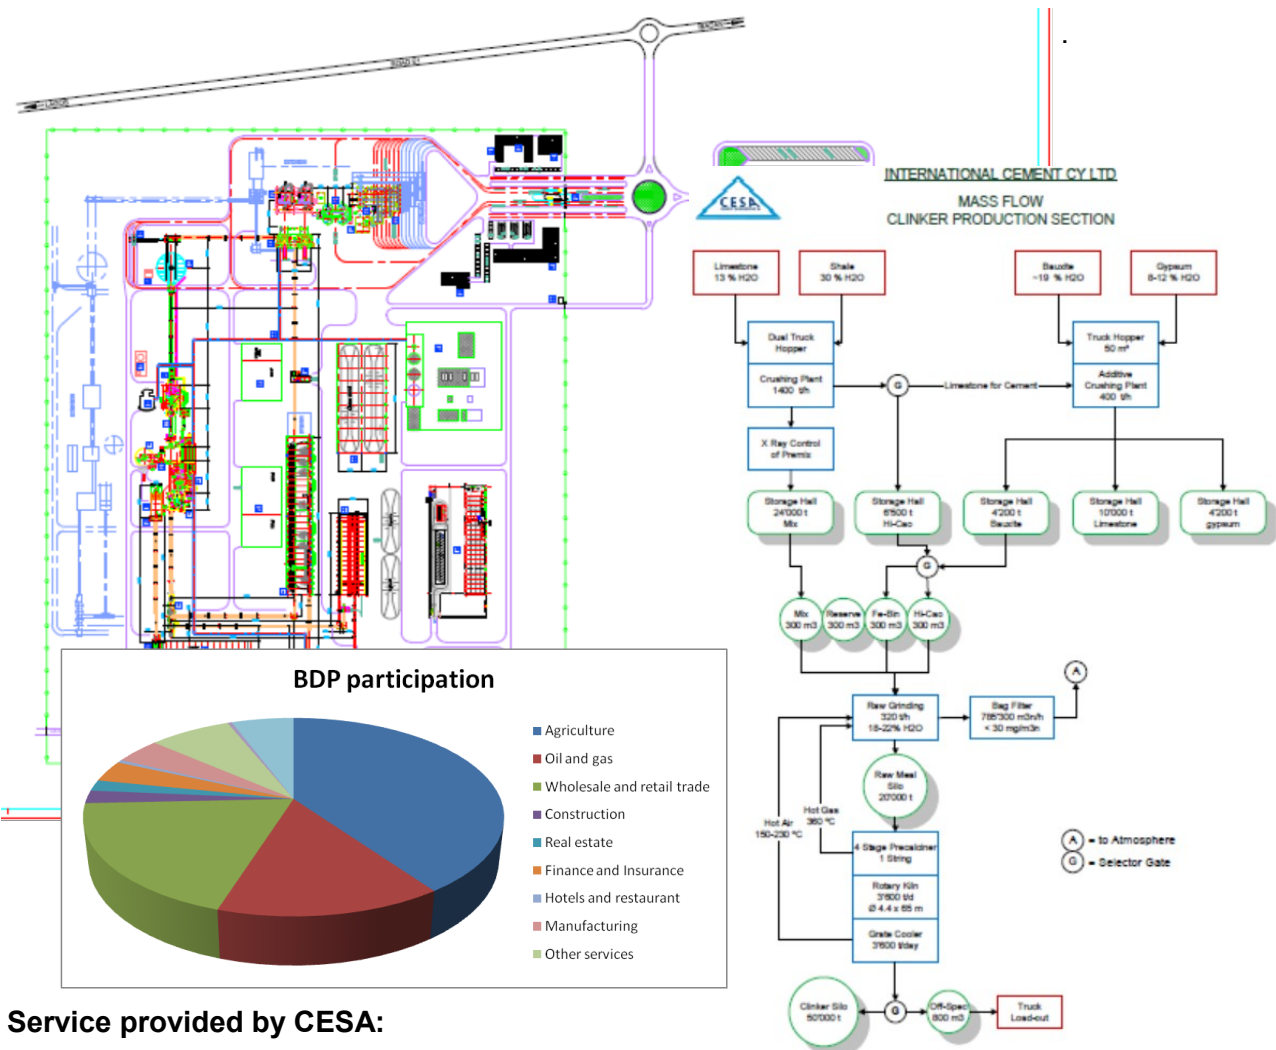 INTERNATIONAL CEMENT CY LTD
MASS FLOW
CLINKER PRODUCTION SECTION
CESA
Limestone
13 % H2O
Shale
30 % H2O
Bauxite
~19 % H2O
Gypsum
8-12 % H2O
Dual Truck
Hopper
Truck Hopper
50 m³
Crushing Plant
1400 t/h
G
Limestone for Cement
Additive
Crushing Plant
400 t/h
X Ray Control
of Premix
Storage Hall
24'000 t
Mix
Storage Hall
6'500 t
Hi-Cao
Storage Hall
4'200 t
Bauxite
Storage Hall
10'000 t
Limestone
Storage Hall
4'200 t
gypsum
G
Mix
300 m3
Reserve
300 m3
Fe-Bin
300 m3
Hi-Cao
300 m3
A
Raw Grinding
320 t/h
18-22% H2O
Bag Filter
786'300 m3n/h
< 30 mg/m3n
Raw Meal
Silo
20'000 t
Hot Air
150-230 ºC
Hot Gas
360 ºC
4 Stage Precalciner
1 String
Rotary Kiln
3'600 t/d
Ø 4.4 x 65 m
Grate Cooler
3'600 t/day
A = to Atmosphere
G = Selector Gate
Clinker Silo
50'000 t
G
Off-Spec
800 m3
Truck
Load-out
BDP participation
Agriculture
Oil and gas
Wholesale and retail trade
Construction
Real estate
Finance and Insurance
Hotels and restaurant
Manufacturing
Other services
Service provided by CESA: